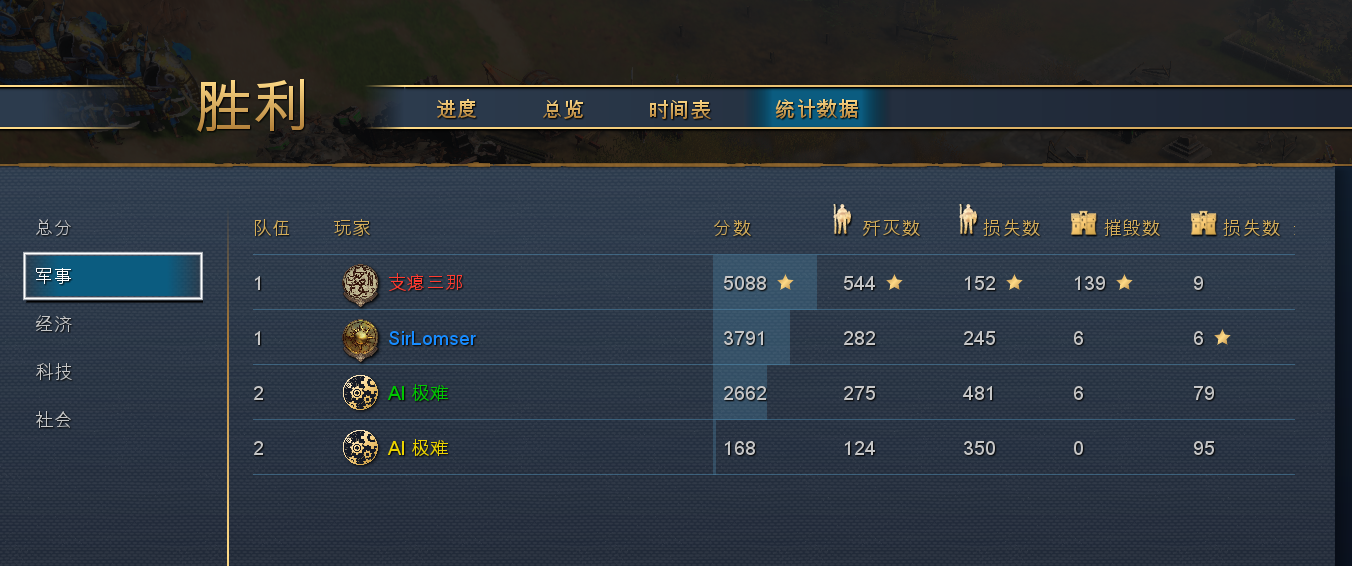 胜利 进度 总览 时间表 统计数据
总分
军事
经济
科技
社会
队伍 玩家 分数 歼灭数 损失数 摧毁数 损失数
1 支瘪三那 5088 544 152 139 9
1 SirLomser 3791 282 245 6 6
2 AI 极难 2662 275 481 6 79
2 AI 极难 168 124 350 0 95